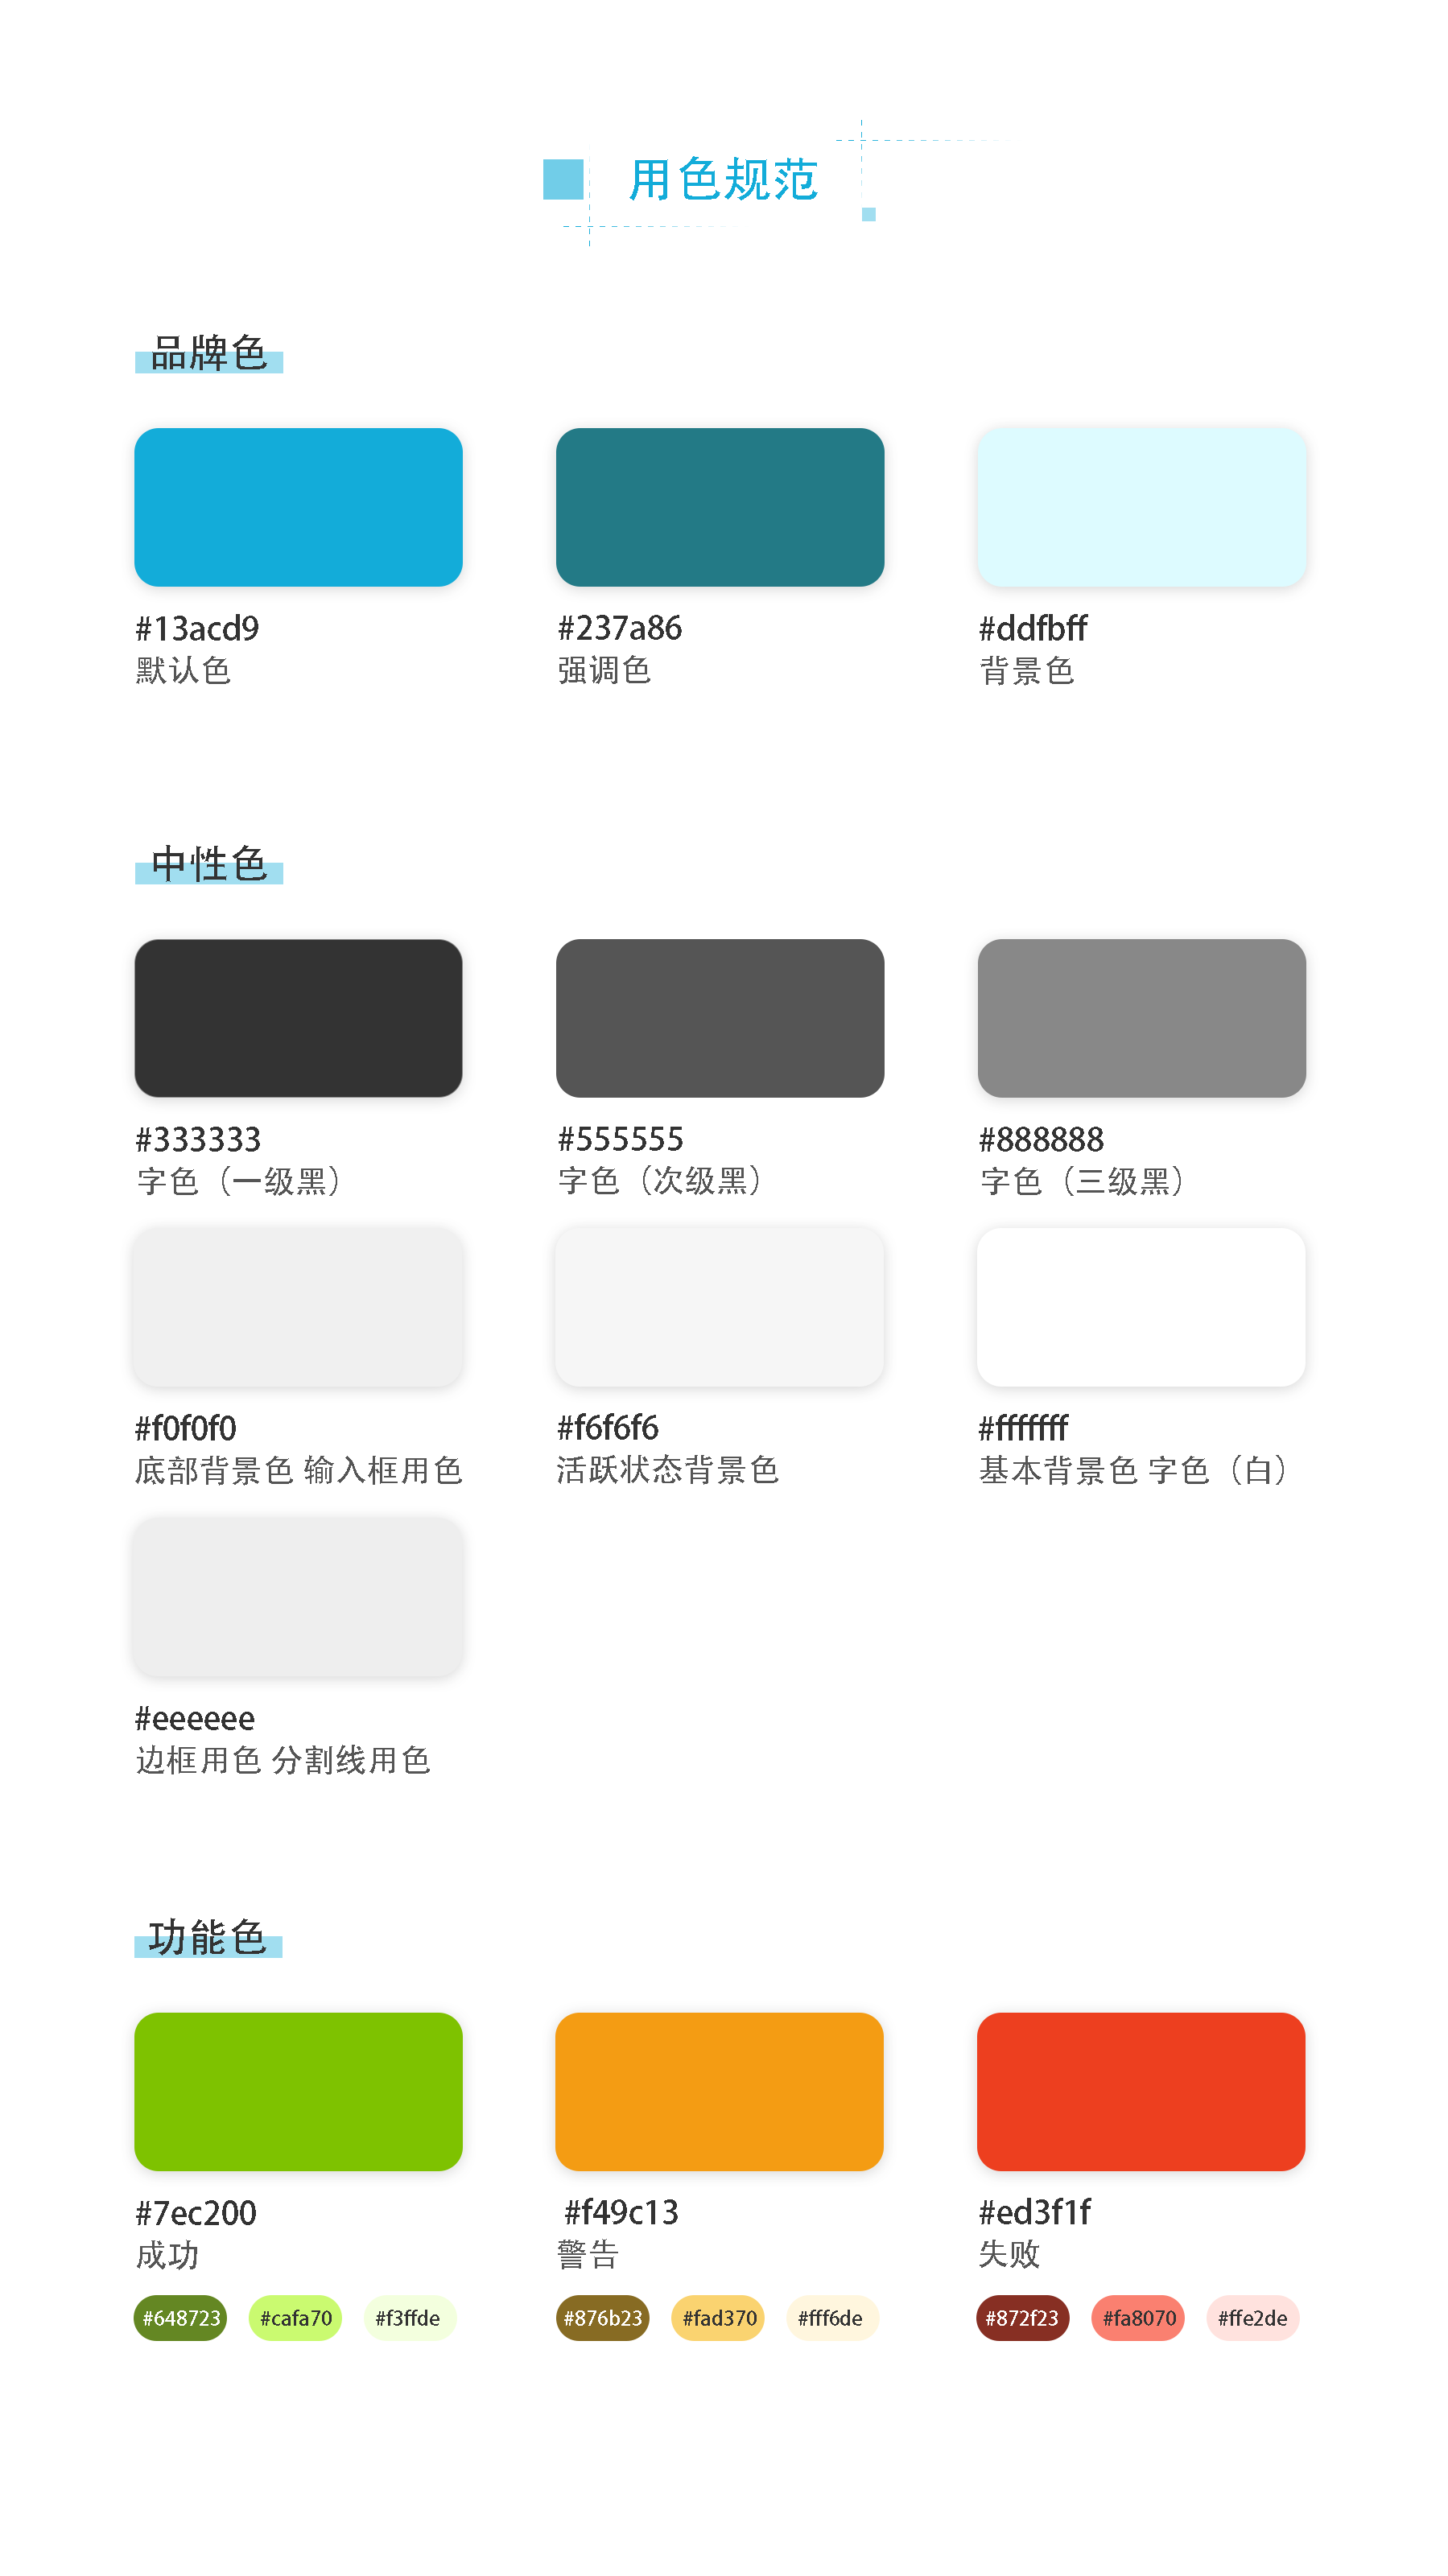 用色规范
品牌色
#13acd9
默认色
#237a86
强调色
#ddfbff
背景色
中性色
#333333
字色（一级黑）
#555555
字色（次级黑）
#888888
字色（三级黑）
#f0f0f0
底部背景色 输入框用色
#f6f6f6
活跃状态背景色
#ffffff
基本背景色 字色（白）
#eeeeee
边框用色 分割线用色
功能色
#7ec200
成功
#648723 #cafa70 #f3ffde
#f49c13
警告
#876b23 #fad370 #fff6de
#ed3f1f
失败
#872f23 #fa8070 #ffe2de